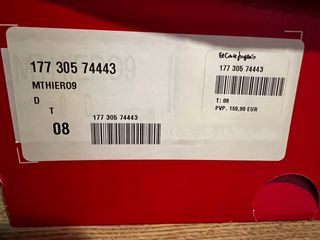 177 305 74443
MTHIERO9
D
T
08
177 305 74443
El Corte Inglés
177 305 74443
T: 08
PVP. 159,99 EUR